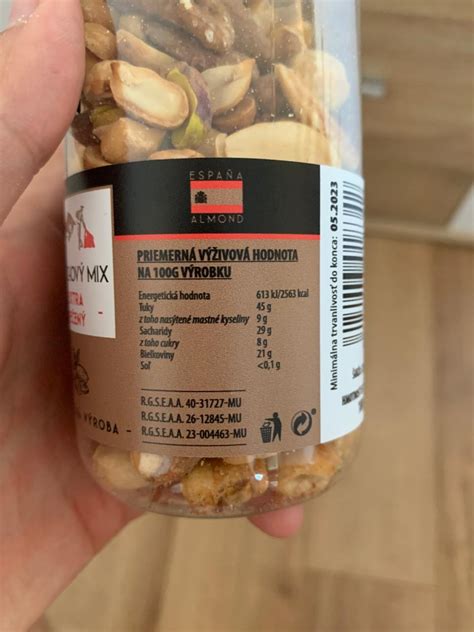 ESPAÑA
ALMOND
PRIEMERNÁ VÝŽIVOVÁ HODNOTA
NA 100G VÝROBKU
Energetická hodnota 613 kJ/2563 kcal
Tuky 45 g
z toho nasýtené mastné kyseliny 9 g
Sacharidy 29 g
z toho cukry 8 g
Bielkoviny 21 g
Soľ <0,1 g
R.G.S.E.A.A. 40-31727-MU
R.G.S.E.A.A. 26-12845-MU
R.G.S.E.A.A. 23-004463-MU
MIX
VÝROBA
Minimálna trvanlivosť do konca: 05.2023